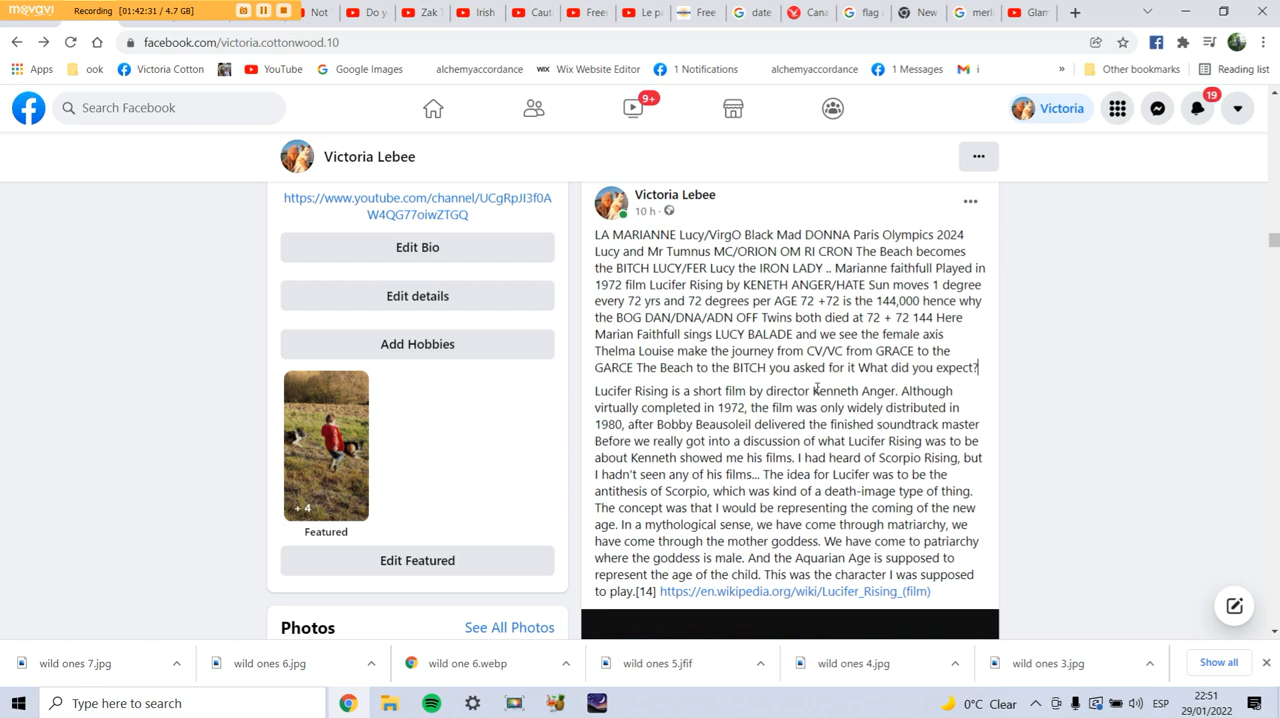 movavi
Recording (01:42:31 / 4.7 GB)
Not
Do y
Zak
Irish
Caut
Free
Le pa
Free
date
Cana
flag
New
merl
Glam
facebook.com/victoria.cottonwood.10
Apps
ook
Victoria Cotton
YouTube
Google Images
alchemyaccordance
WIX Wix Website Editor
1 Notifications
alchemyaccordance
1 Messages
i
»
Other bookmarks
Reading list
Search Facebook
9+
Victoria
19
Victoria Lebee
https://www.youtube.com/channel/UCgRpJI3f0A
W4QG77oiwZTGQ
Edit Bio
Edit details
Add Hobbies
+ 4
Featured
Edit Featured
Photos
See All Photos
Victoria Lebee
10 h ·
LA MARIANNE Lucy/VirgO Black Mad DONNA Paris Olympics 2024
Lucy and Mr Tumnus MC/ORION OM RI CRON The Beach becomes
the BITCH LUCY/FER Lucy the IRON LADY .. Marianne faithfull Played in
1972 film Lucifer Rising by KENETH ANGER/HATE Sun moves 1 degree
every 72 yrs and 72 degrees per AGE 72 +72 is the 144,000 hence why
the BOG DAN/DNA/ADN OFF Twins both died at 72 + 72 144 Here
Marian Faithfull sings LUCY BALADE and we see the female axis
Thelma Louise make the journey from CV/VC from GRACE to the
GARCE The Beach to the BITCH you asked for it What did you expect?
Lucifer Rising is a short film by director Kenneth Anger. Although
virtually completed in 1972, the film was only widely distributed in
1980, after Bobby Beausoleil delivered the finished soundtrack master
Before we really got into a discussion of what Lucifer Rising was to be
about Kenneth showed me his films. I had heard of Scorpio Rising, but
I hadn't seen any of his films... The idea for Lucifer was to be the
antithesis of Scorpio, which was kind of a death-image type of thing.
The concept was that I would be representing the coming of the new
age. In a mythological sense, we have come through matriarchy, we
have come through the mother goddess. We have come to patriarchy
where the goddess is male. And the Aquarian Age is supposed to
represent the age of the child. This was the character I was supposed
to play.[14] https://en.wikipedia.org/wiki/Lucifer_Rising_(film)
wild ones 7.jpg
wild ones 6.jpg
wild one 6.webp
wild ones 5.jfif
wild ones 4.jpg
wild ones 3.jpg
Show all
Type here to search
0°C Clear
ESP
22:51
29/01/2022